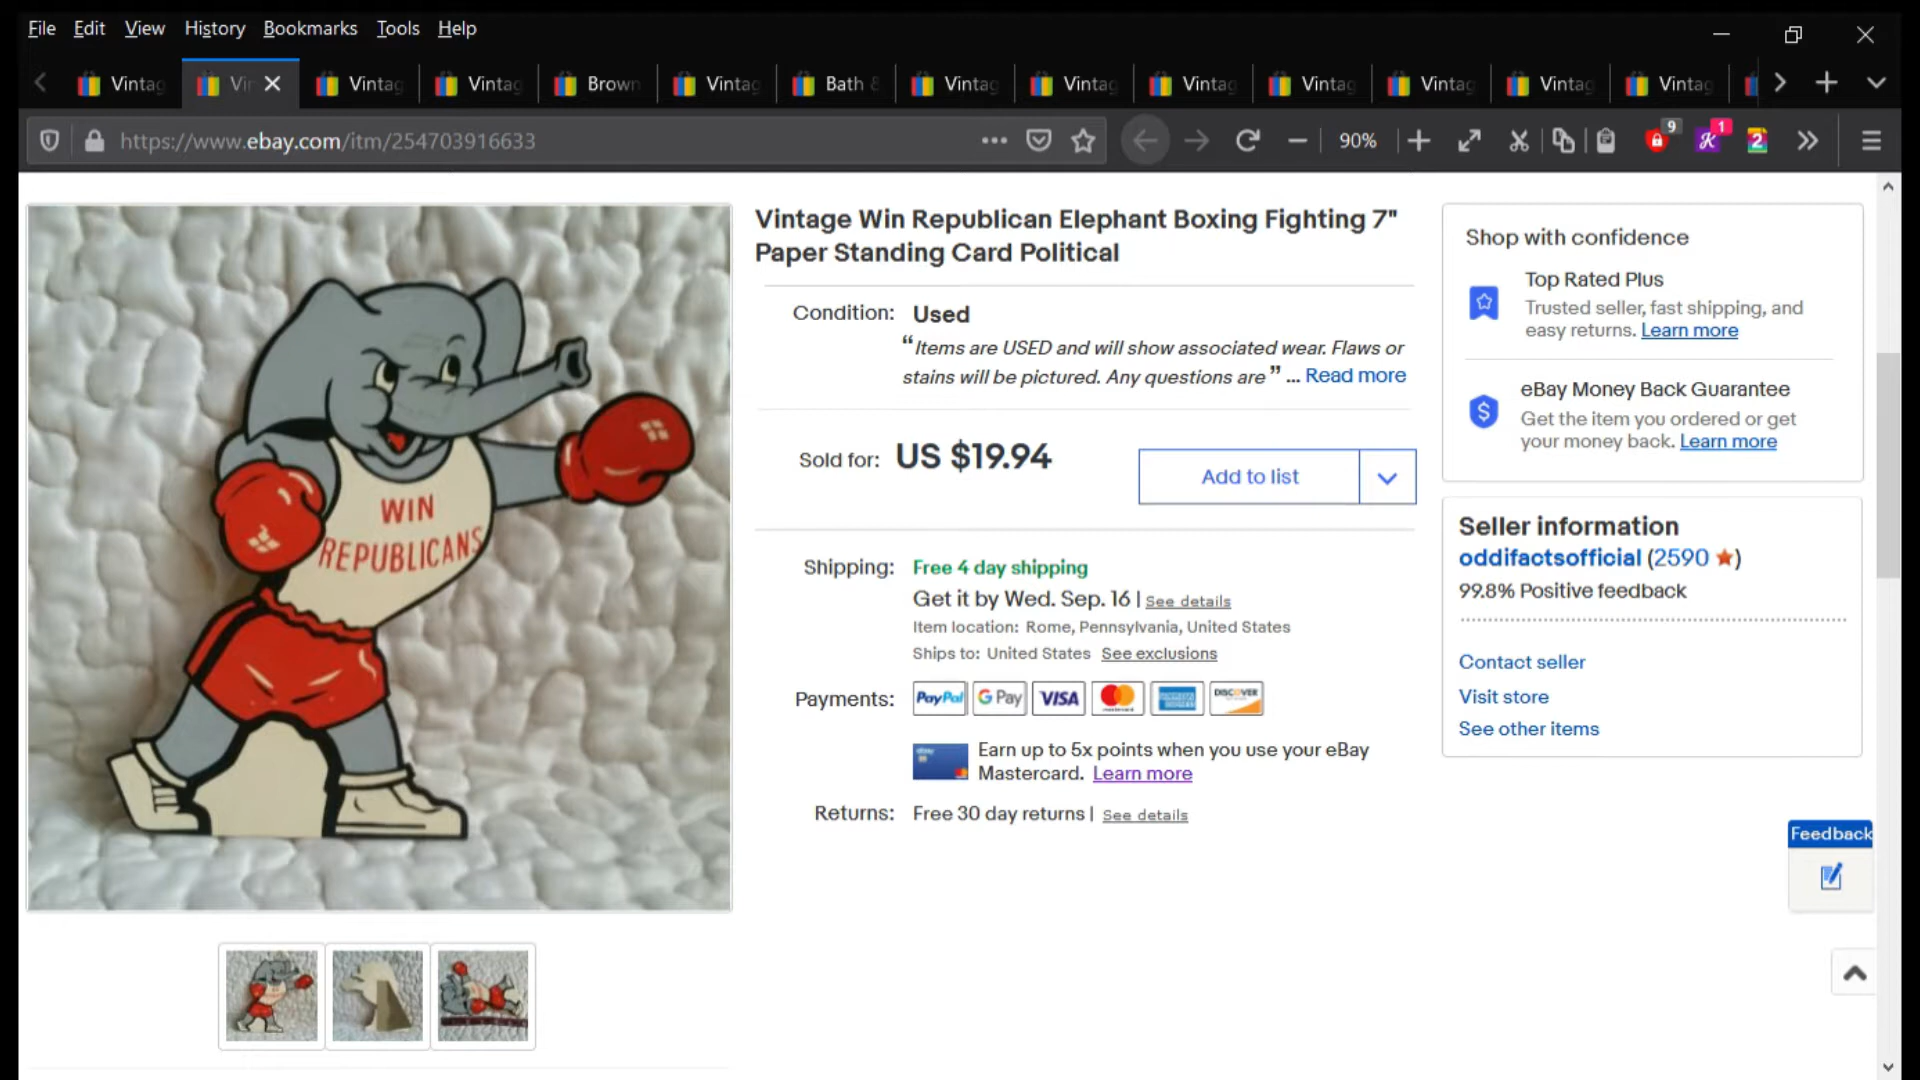 File Edit View History Bookmarks Tools Help
Vintag Vin Vintag Vintag Brown Vintag Bath & Vintag Vintag Vintag Vintag Vintag Vintag Vintag
https://www.ebay.com/itm/254703916633
90%
9
1
2
Vintage Win Republican Elephant Boxing Fighting 7"
Paper Standing Card Political
Condition: Used
“Items are USED and will show associated wear. Flaws or
stains will be pictured. Any questions are ” ... Read more
Sold for: US $19.94
Add to list
Shipping: Free 4 day shipping
Get it by Wed. Sep. 16 | See details
Item location: Rome, Pennsylvania, United States
Ships to: United States See exclusions
Payments: PayPal G Pay VISA mastercard DISCOVER
ebay
Earn up to 5x points when you use your eBay
Mastercard. Learn more
Returns: Free 30 day returns | See details
WIN
REPUBLICANS
Shop with confidence
Top Rated Plus
Trusted seller, fast shipping, and
easy returns. Learn more
eBay Money Back Guarantee
Get the item you ordered or get
your money back. Learn more
Seller information
oddifactsofficial (2590 ★)
99.8% Positive feedback
Contact seller
Visit store
See other items
Feedback